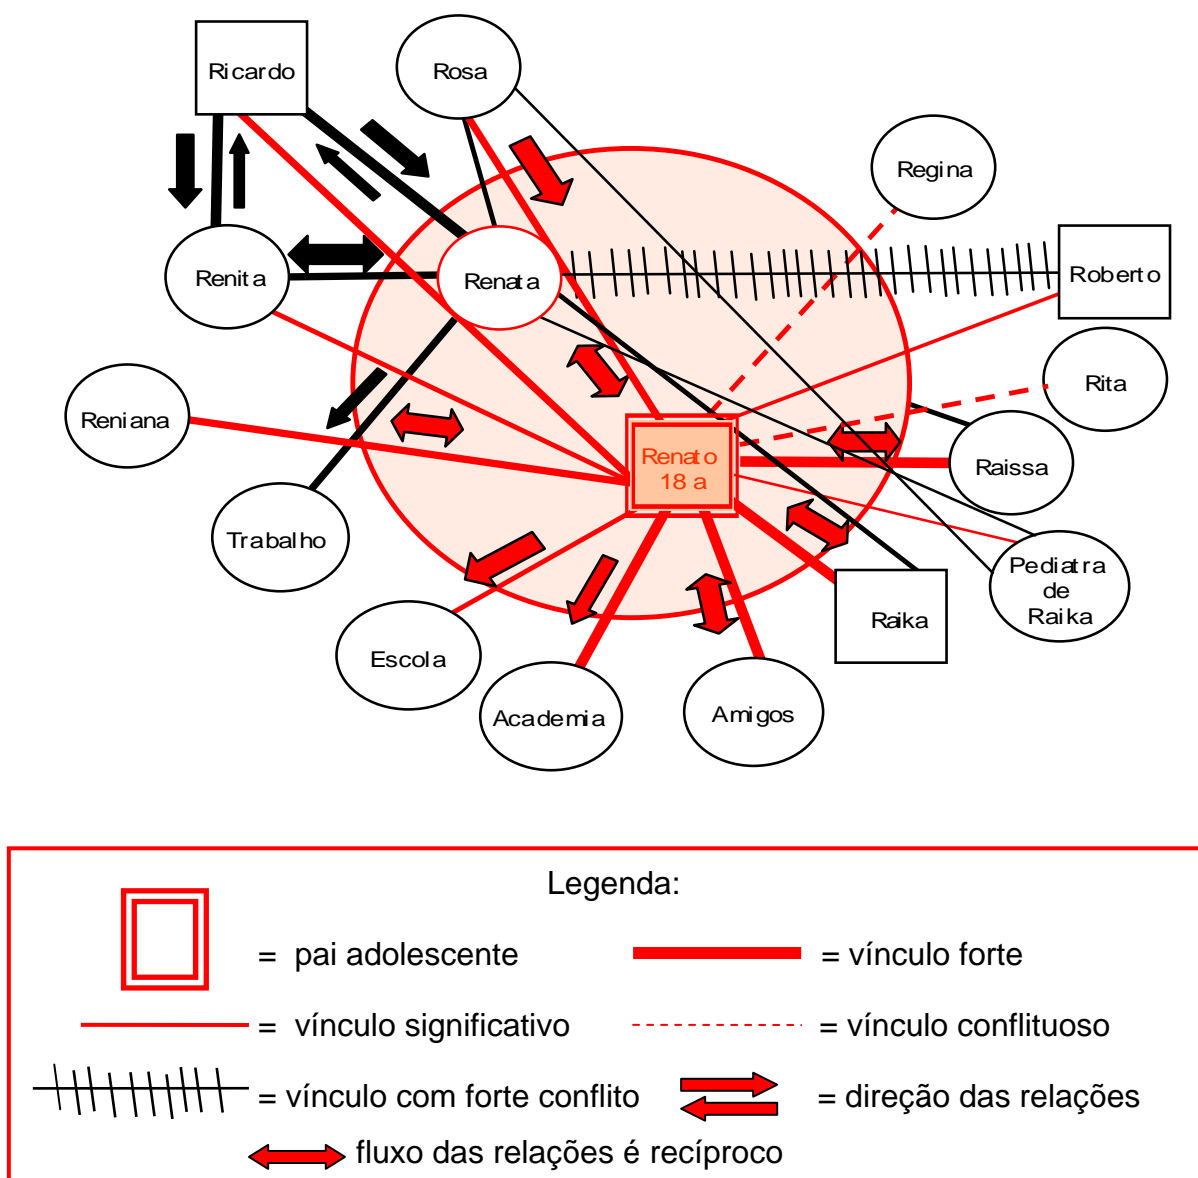 Ricardo
Rosa
Regina
Renita
Renata
Roberto
Rita
Reniana
Renato
18 a
Raissa
Trabalho
Pediatra
de
Raika
Raika
Escola
Academia
Amigos
Legenda:
= pai adolescente
= vínculo forte
= vínculo significativo
= vínculo conflituoso
= vínculo com forte conflito
= direção das relações
fluxo das relações é recíproco